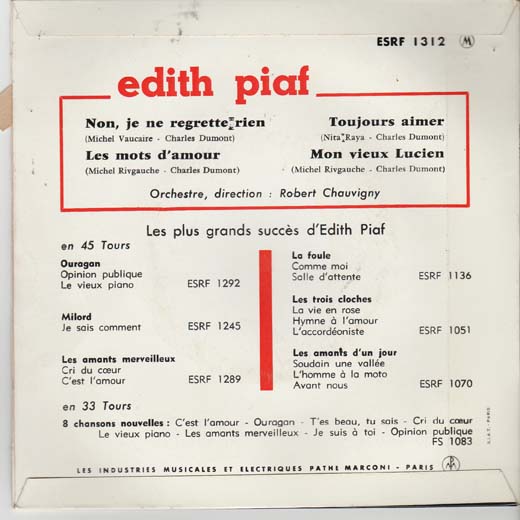 ESRF 1312
edith piaf
Non, je ne regrette rien
(Michel Vaucaire - Charles Dumont)
Toujours aimer
(Nita Raya - Charles Dumont)
Les mots d'amour
(Michel Rivgauche - Charles Dumont)
Mon vieux Lucien
(Michel Rivgauche - Charles Dumont)
Orchestre, direction : Robert Chauvigny
Les plus grands succès d'Edith Piaf
en 45 Tours
Ouragan
Opinion publique
Le vieux piano ESRF 1292
Milord
Je sais comment ESRF 1245
Les amants merveilleux
Cri du cœur
C'est l'amour ESRF 1289
La foule
Comme moi
Salle d'attente ESRF 1136
Les trois cloches
La vie en rose
Hymne à l'amour
L'accordéoniste ESRF 1051
Les amants d'un jour
Soudain une vallée
L'homme à la moto
Avant nous ESRF 1070
en 33 Tours
8 chansons nouvelles : C'est l'amour - Ouragan - T'es beau, tu sais - Cri du cœur
Le vieux piano - Les amants merveilleux - Je suis à toi - Opinion publique
FS 1083
LES INDUSTRIES MUSICALES ET ELECTRIQUES PATHE MARCONI - PARIS